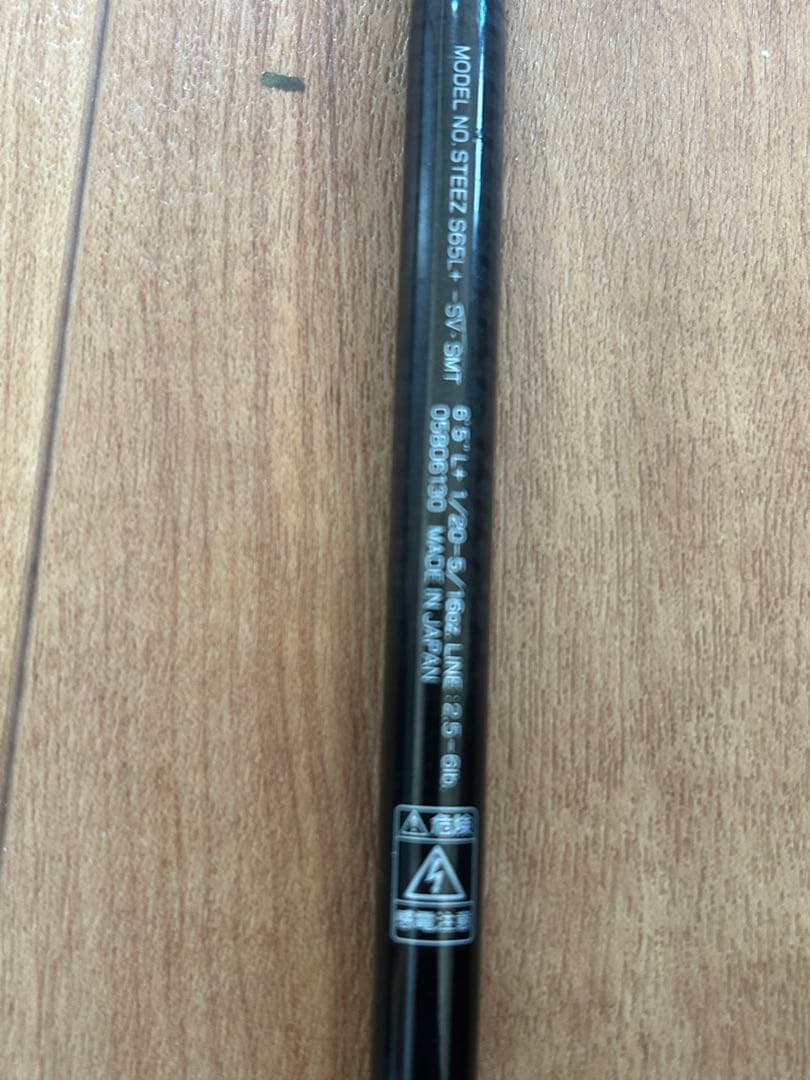 MODEL NO. STEEZ S65L+ -SV・SMT
6'5" L+ 1/20-5/16oz. LINE:2.5-6lb.
05806130 MADE IN JAPAN
危険
感電注意